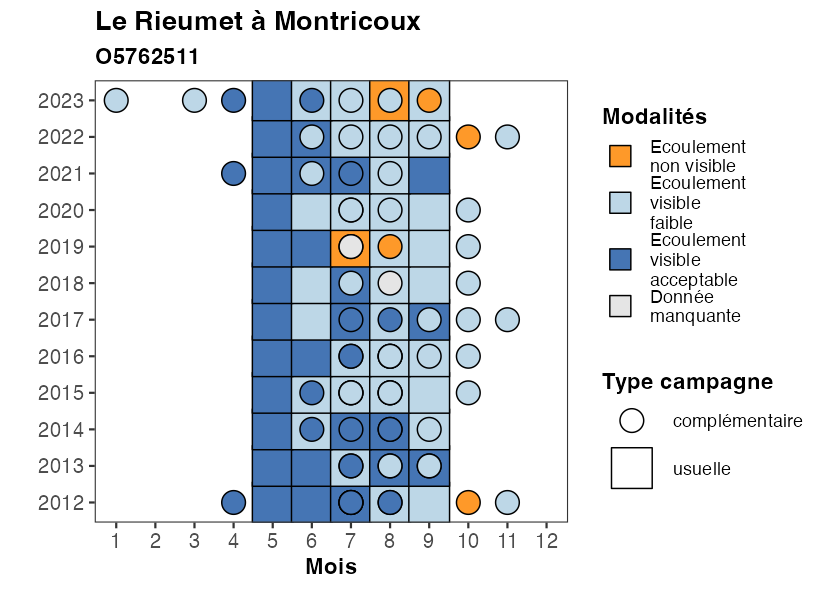 Le Rieumet à Montricoux
O5762511
2023
2022
2021
2020
2019
2018
2017
2016
2015
2014
2013
2012
1 2 3 4 5 6 7 8 9 10 11 12
Mois
Modalités
Ecoulement
non visible
Ecoulement
visible
faible
Ecoulement
visible
acceptable
Donnée
manquante
Type campagne
complémentaire
usuelle